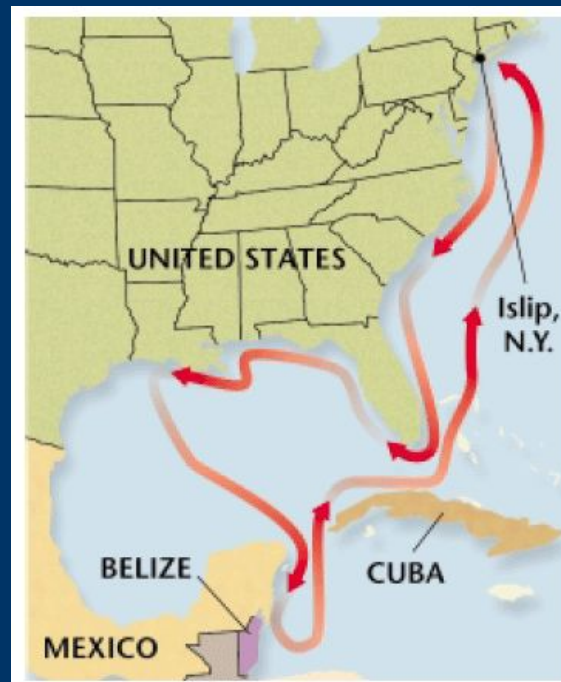 UNITED STATES
Islip,
N.Y.
BELIZE
CUBA
MEXICO